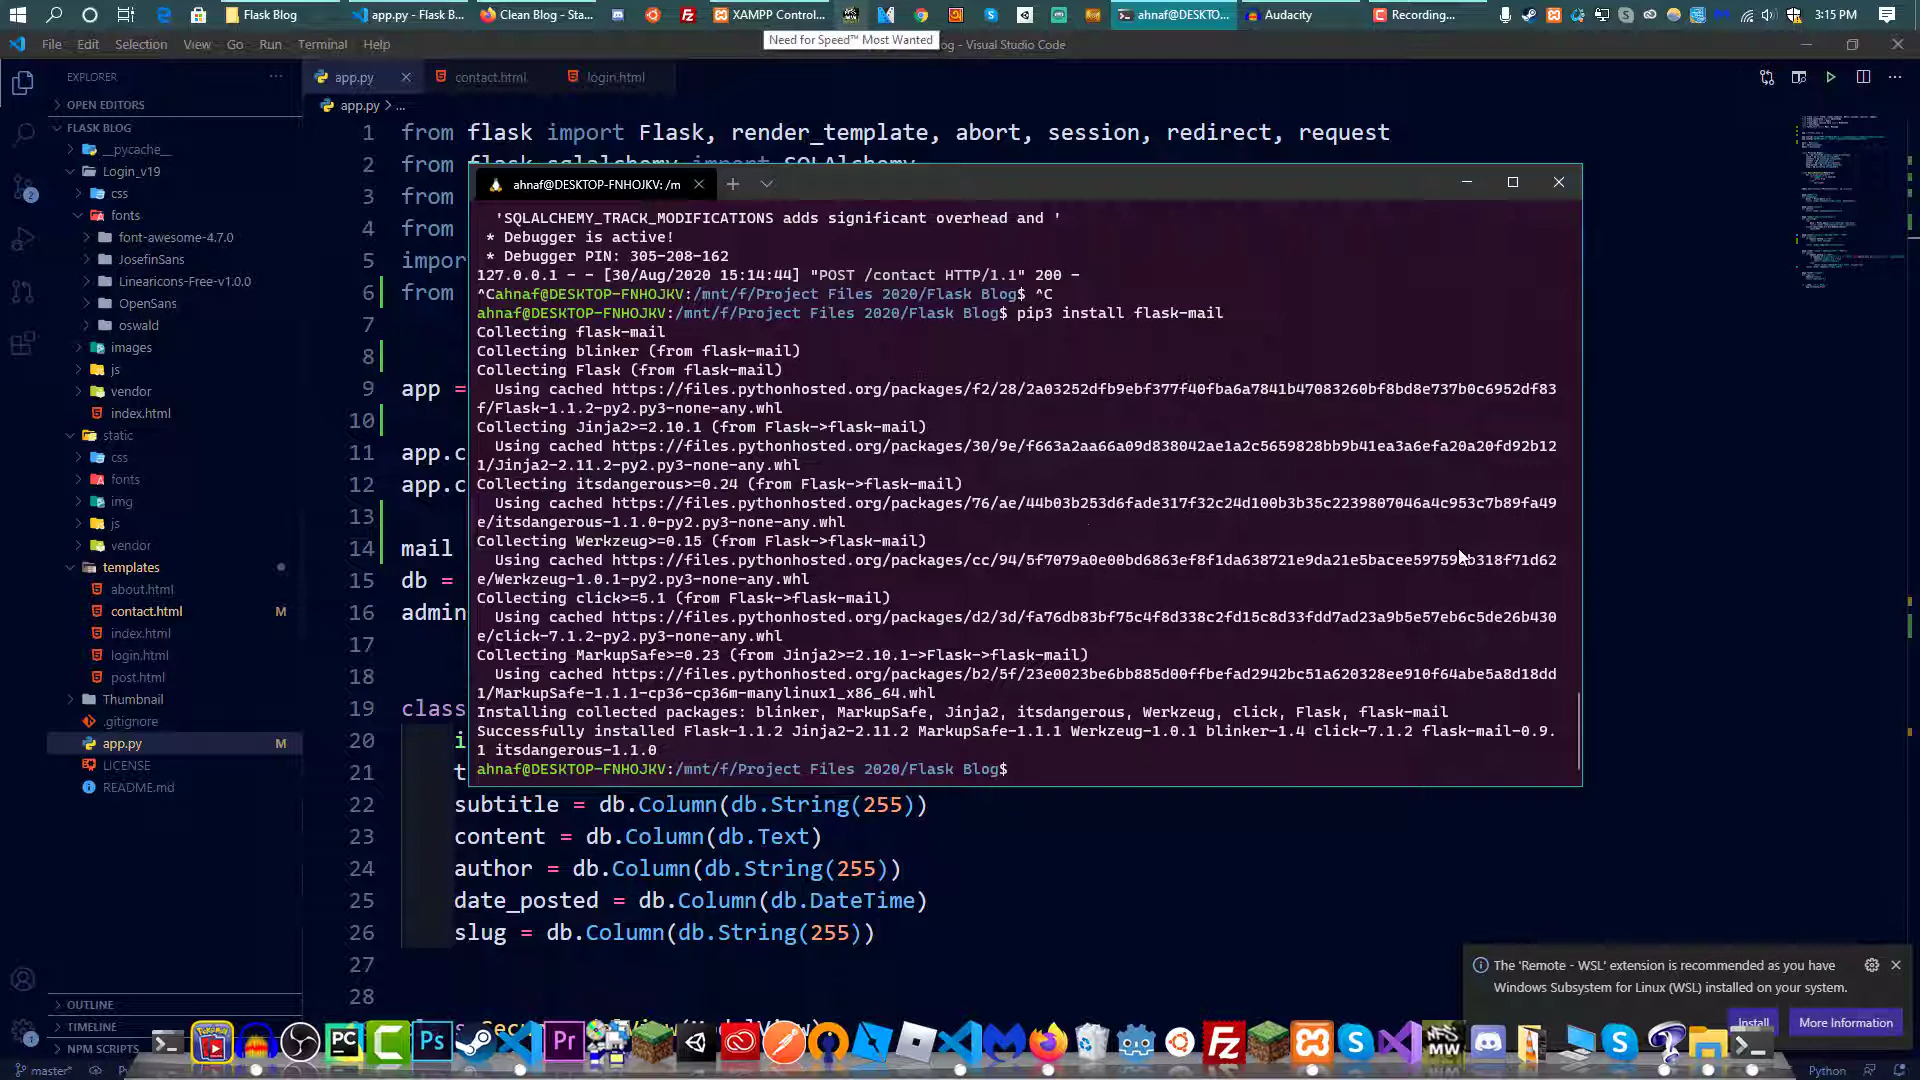 Flask Blog
app.py - Flask B...
Clean Blog - Sta...
XAMPP Control...
ahnaf@DESKTO...
Audacity
Recording...
3:15 PM
Need for Speed™ Most Wanted
File Edit Selection View Go Run Terminal Help
og - Visual Studio Code
EXPLORER
app.py
contact.html
login.html
OPEN EDITORS
app.py > ...
FLASK BLOG
__pycache__
Login_v19
css
fonts
font-awesome-4.7.0
JosefinSans
Linearicons-Free-v1.0.0
OpenSans
oswald
images
js
vendor
index.html
static
css
fonts
img
js
vendor
templates
about.html
contact.html M
index.html
login.html
post.html
Thumbnail
.gitignore
app.py M
LICENSE
README.md
OUTLINE
TIMELINE
NPM SCRIPTS
1 from flask import Flask, render_template, abort, session, redirect, request
2 from flask_sqlalchemy import SQLAlchemy
3 from
4 from
5 impor
6 from
7
8
9 app =
10
11 app.c
12 app.c
13
14 mail
15 db =
16 admin
17
18
19 class
20 i
21 t
22 subtitle = db.Column(db.String(255))
23 content = db.Column(db.Text)
24 author = db.Column(db.String(255))
25 date_posted = db.Column(db.DateTime)
26 slug = db.Column(db.String(255))
27
28
ahnaf@DESKTOP-FNHOJKV: /m
'SQLALCHEMY_TRACK_MODIFICATIONS adds significant overhead and '
* Debugger is active!
* Debugger PIN: 305-208-162
127.0.0.1 - - [30/Aug/2020 15:14:44] "POST /contact HTTP/1.1" 200 -
^Cahnaf@DESKTOP-FNHOJKV:/mnt/f/Project Files 2020/Flask Blog$ ^C
ahnaf@DESKTOP-FNHOJKV:/mnt/f/Project Files 2020/Flask Blog$ pip3 install flask-mail
Collecting flask-mail
Collecting blinker (from flask-mail)
Collecting Flask (from flask-mail)
Using cached https://files.pythonhosted.org/packages/f2/28/2a03252dfb9ebf377f40fba6a7841b47083260bf8bd8e737b0c6952df83
f/Flask-1.1.2-py2.py3-none-any.whl
Collecting Jinja2>=2.10.1 (from Flask->flask-mail)
Using cached https://files.pythonhosted.org/packages/30/9e/f663a2aa66a09d838042ae1a2c5659828bb9b41ea3a6efa20a20fd92b12
1/Jinja2-2.11.2-py2.py3-none-any.whl
Collecting itsdangerous>=0.24 (from Flask->flask-mail)
Using cached https://files.pythonhosted.org/packages/76/ae/44b03b253d6fade317f32c24d100b3b35c2239807046a4c953c7b89fa49
e/itsdangerous-1.1.0-py2.py3-none-any.whl
Collecting Werkzeug>=0.15 (from Flask->flask-mail)
Using cached https://files.pythonhosted.org/packages/cc/94/5f7079a0e00bd6863ef8f1da638721e9da21e5bacee59759 b318f71d62
e/Werkzeug-1.0.1-py2.py3-none-any.whl
Collecting click>=5.1 (from Flask->flask-mail)
Using cached https://files.pythonhosted.org/packages/d2/3d/fa76db83bf75c4f8d338c2fd15c8d33fdd7ad23a9b5e57eb6c5de26b430
e/click-7.1.2-py2.py3-none-any.whl
Collecting MarkupSafe>=0.23 (from Jinja2>=2.10.1->Flask->flask-mail)
Using cached https://files.pythonhosted.org/packages/b2/5f/23e0023be6bb885d00ffbefad2942bc51a620328ee910f64abe5a8d18dd
1/MarkupSafe-1.1.1-cp36-cp36m-manylinux1_x86_64.whl
Installing collected packages: blinker, MarkupSafe, Jinja2, itsdangerous, Werkzeug, click, Flask, flask-mail
Successfully installed Flask-1.1.2 Jinja2-2.11.2 MarkupSafe-1.1.1 Werkzeug-1.0.1 blinker-1.4 click-7.1.2 flask-mail-0.9.
1 itsdangerous-1.1.0
ahnaf@DESKTOP-FNHOJKV:/mnt/f/Project Files 2020/Flask Blog$
The 'Remote - WSL' extension is recommended as you have
Windows Subsystem for Linux (WSL) installed on your system.
Install
More Information
master*
Python